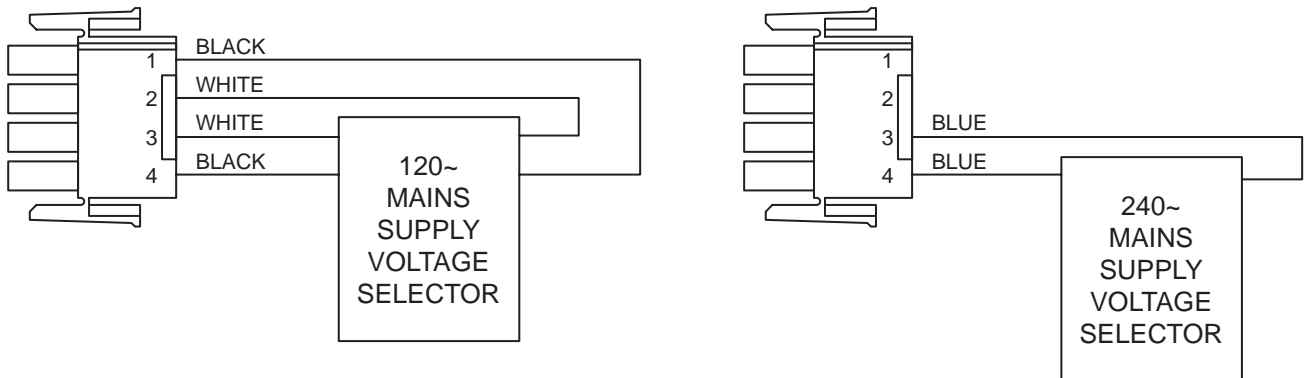 1
2
3
4
BLACK
WHITE
WHITE
BLACK
120~
MAINS
SUPPLY
VOLTAGE
SELECTOR
1
2
3
4
BLUE
BLUE
240~
MAINS
SUPPLY
VOLTAGE
SELECTOR